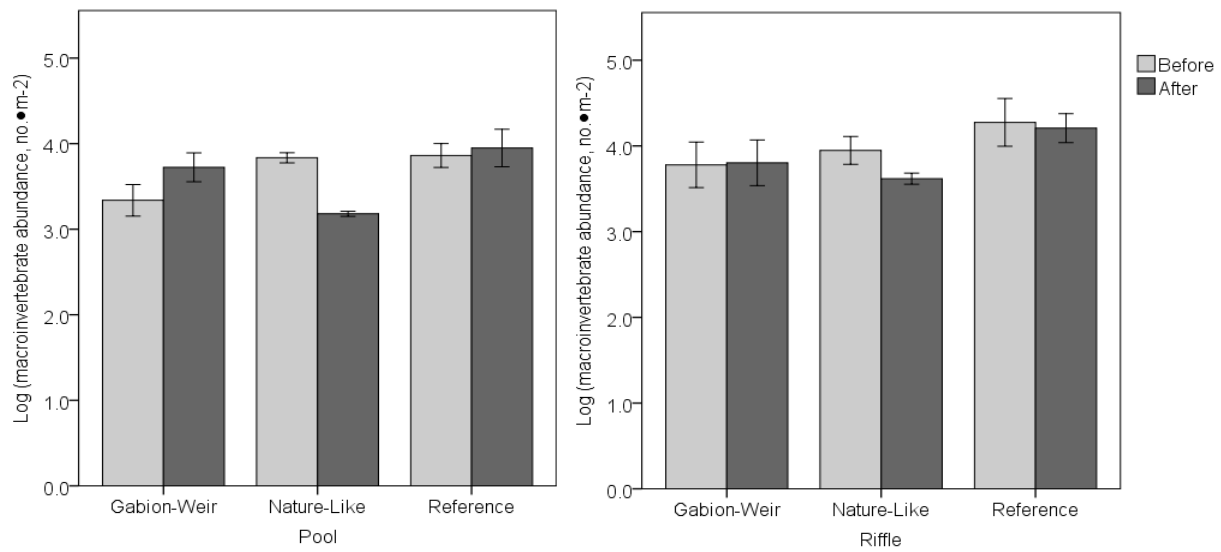 Log (macroinvertebrate abundance, no.●m-2)
5.0
4.0
3.0
2.0
1.0
0.0
Gabion-Weir Nature-Like Reference
Pool
Log (macroinvertebrate abundance, no.●m-2)
5.0
4.0
3.0
2.0
1.0
0.0
Gabion-Weir Nature-Like Reference
Riffle
Before
After